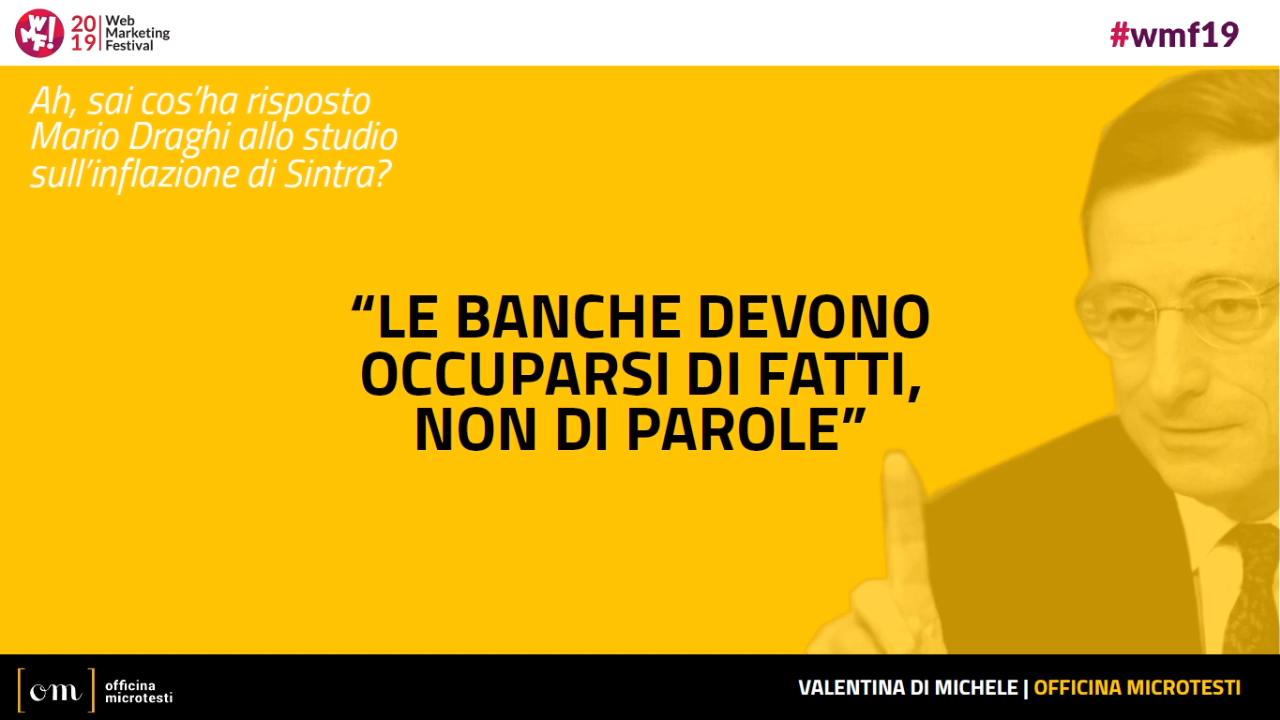 WMF!
2019
Web
Marketing
Festival
#wmf19
Ah, sai cos’ha risposto
Mario Draghi allo studio
sull’inflazione di Sintra?
“LE BANCHE DEVONO
OCCUPARSI DI FATTI,
NON DI PAROLE”
[om]
officina
microtesti
VALENTINA DI MICHELE | OFFICINA MICROTESTI